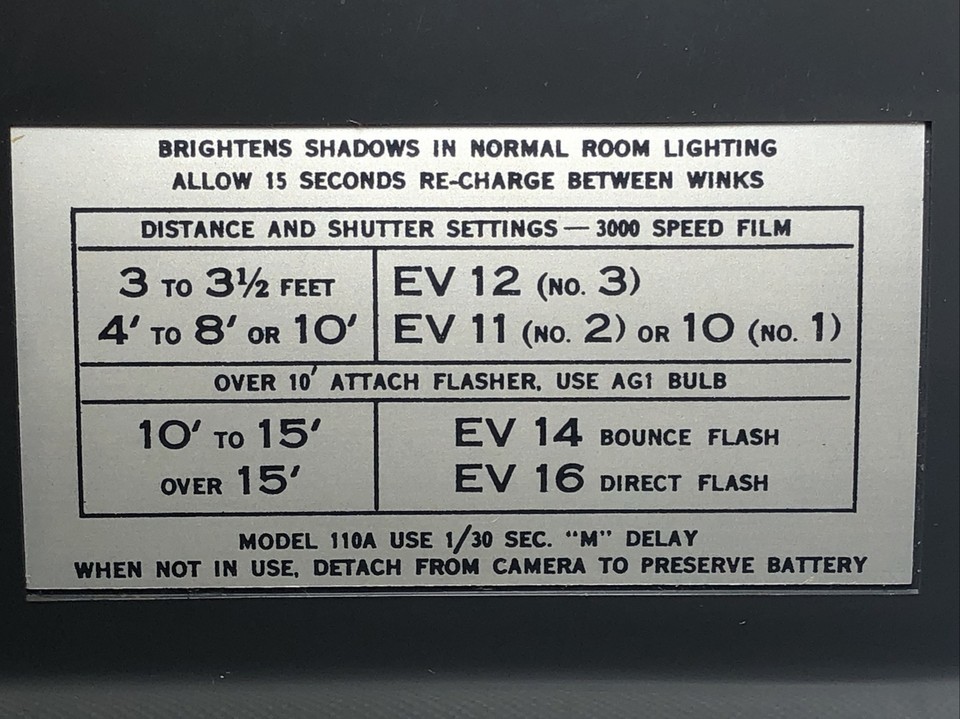 BRIGHTENS SHADOWS IN NORMAL ROOM LIGHTING
ALLOW 15 SECONDS RE-CHARGE BETWEEN WINKS
DISTANCE AND SHUTTER SETTINGS — 3000 SPEED FILM
3 TO 3½ FEET EV 12 (NO. 3)
4' TO 8' OR 10' EV 11 (NO. 2) OR 10 (NO. 1)
OVER 10' ATTACH FLASHER, USE AG1 BULB
10' TO 15' EV 14 BOUNCE FLASH
OVER 15' EV 16 DIRECT FLASH
MODEL 110A USE 1/30 SEC. "M" DELAY
WHEN NOT IN USE, DETACH FROM CAMERA TO PRESERVE BATTERY